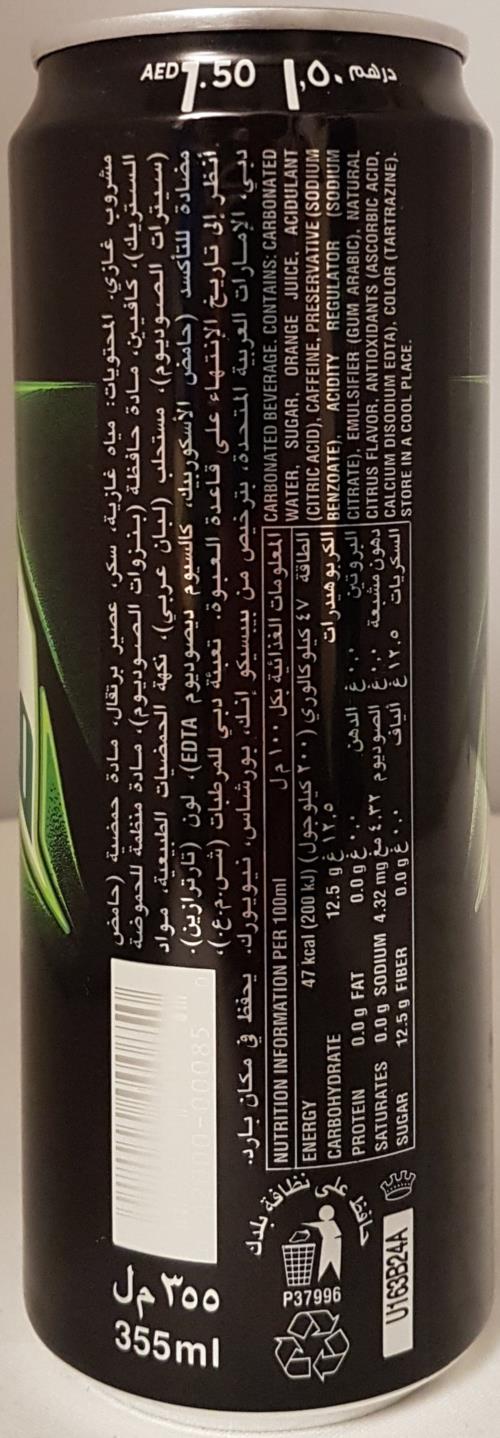 AED 1.50 درهم ١,٥٠
مشروب غازي. المحتويات: مياه غازية، سكر، عصير برتقال، مادة حمضية (حامض
الستريك)، كافيين، مادة حافظة (بنزوات الصوديوم)، مادة منظمة للحموضة
(سيترات الصوديوم)، مستحلب (لبان عربي)، نكهة الحمضيات الطبيعية، مواد
مضادة للتأكسد (حامض الأسكوربيك، كالسيوم ديصوديوم EDTA)، لون (تارترازين).
أنظر إلى تاريخ الإنتهاء على قاعدة العبوة. تعبئة دبي للمرطبات (ش.م.ع.)،
دبي، الإمارات العربية المتحدة، بترخيص من بيبسيكو إنك، بورشاس، نيويورك. يحفظ في مكان بارد.
CARBONATED BEVERAGE. CONTAINS: CARBONATED
WATER, SUGAR, ORANGE JUICE, ACIDULANT
(CITRIC ACID), CAFFEINE, PRESERVATIVE (SODIUM
BENZOATE), ACIDITY REGULATOR (SODIUM
CITRATE), EMULSIFIER (GUM ARABIC), NATURAL
CITRUS FLAVOR, ANTIOXIDANTS (ASCORBIC ACID,
CALCIUM DISODIUM EDTA), COLOR (TARTRAZINE).
STORE IN A COOL PLACE.
NUTRITION INFORMATION PER 100ml المعلومات الغذائية بكل ١٠٠ مل
ENERGY 47 kcal (200 kJ) الطاقة ٤٧ كيلو كالوري (٢٠٠ كيلو جول)
CARBOHYDRATE 12.5 g الكربوهيدرات ١٢.٥ غ
PROTEIN 0.0 g FAT 0.0 g البروتين ٠.٠ غ الدهن ٠.٠ غ
SATURATES 0.0 g SODIUM 4.32 mg دهون مشبعة ٠.٠ غ الصوديوم ٤.٣٢ مغ
SUGAR 12.5 g FIBER 0.0 g السكريات ١٢.٥ غ ألياف ٠.٠ غ
حافظ على نظافة بلدك
P37996
U163B24A
٣٥٥ مل
355ml